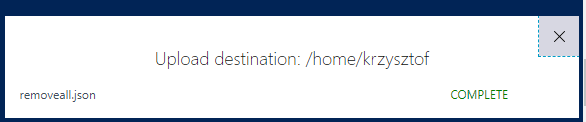 Upload destination: /home/krzysztof
removeall.json COMPLETE